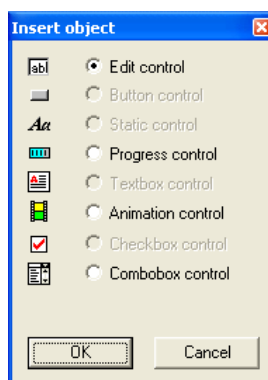 Insert object
ab
Edit control
Button control
Aa Static control
Progress control
A Textbox control
Animation control
Checkbox control
Combobox control
OK Cancel